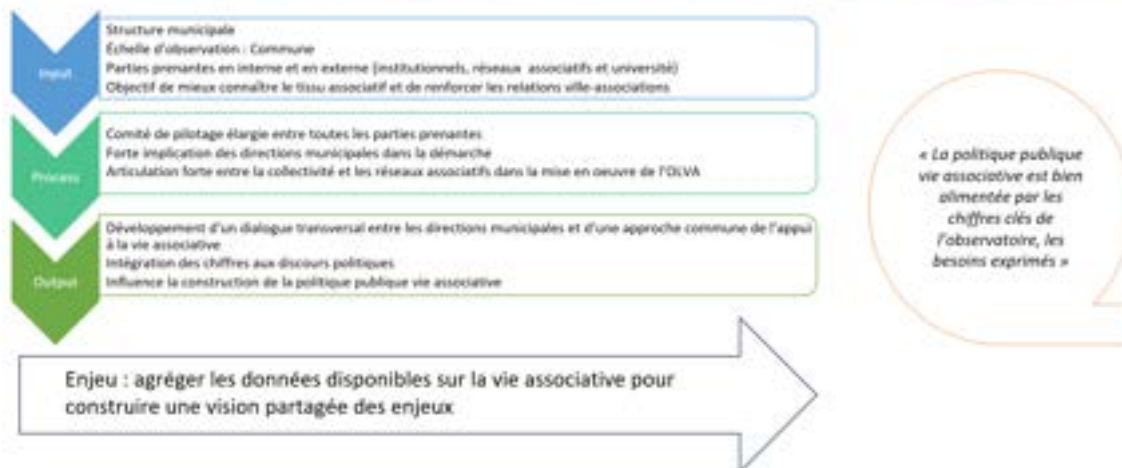 Input
Structure municipale
Échelle d'observation : Commune
Parties prenantes en interne et en externe (institutionnels, réseaux associatifs et université)
Objectif de mieux connaître le tissu associatif et de renforcer les relations ville-associations
Process
Comité de pilotage élargie entre toutes les parties prenantes
Forte implication des directions municipales dans la démarche
Articulation forte entre la collectivité et les réseaux associatifs dans la mise en oeuvre de l'OLVA
Output
Développement d'un dialogue transversal entre les directions municipales et d'une approche commune de l'appui
à la vie associative
Intégration des chiffres aux discours politiques
Influence la construction de la politique publique vie associative
« La politique publique
vie associative est bien
alimentée par les
chiffres clés de
l'observatoire, les
besoins exprimés »
Enjeu : agréger les données disponibles sur la vie associative pour
construire une vision partagée des enjeux